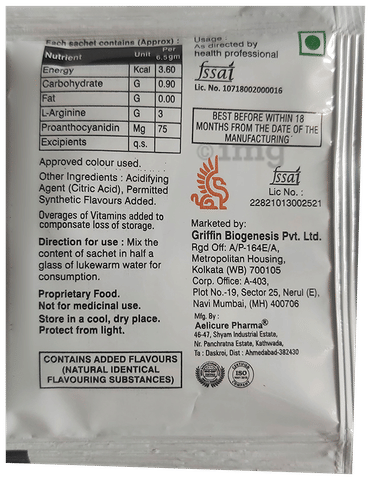 Each sachet contains (Approx) :
Nutrient Unit Per 6.5gm
Energy Kcal 3.60
Carbohydrate G 0.90
Fat G 0.00
L-Arginine G 3
Proanthocyanidin Mg 75
Excipients q.s.
Approved colour used.
Other Ingredients : Acidifying
Agent (Citric Acid), Permitted
Synthetic Flavours Added.
Overages of Vitamins added to
compensate loss of storage.
Direction for use : Mix the
content of sachet in half a
glass of lukewarm water for
consumption.
Proprietary Food.
Not for medicinal use.
Store in a cool, dry place.
Protect from light.
CONTAINS ADDED FLAVOURS
(NATURAL IDENTICAL
FLAVOURING SUBSTANCES)
Usage :
As directed by
health professional
fssai
Lic. No. 10718002000016
BEST BEFORE WITHIN 18
MONTHS FROM THE DATE OF THE
MANUFACTURING
1mg
fssai
Lic No :
22821013002521
Marketed by:
Griffin Biogenesis Pvt. Ltd.
Rgd Off: A/P-164E/A,
Metropolitan Housing,
Kolkata (WB) 700105
Corp. Office: A-403,
Plot No.-19, Sector 25, Nerul (E),
Navi Mumbai, (MH) 400706
Mfg. By :
Aelicure Pharma®
46-47, Shyam Industrial Estate,
Nr. Panchratna Estate, Kathwada,
Ta : Daskroi, Dist : Ahmedabad-382430
ISO